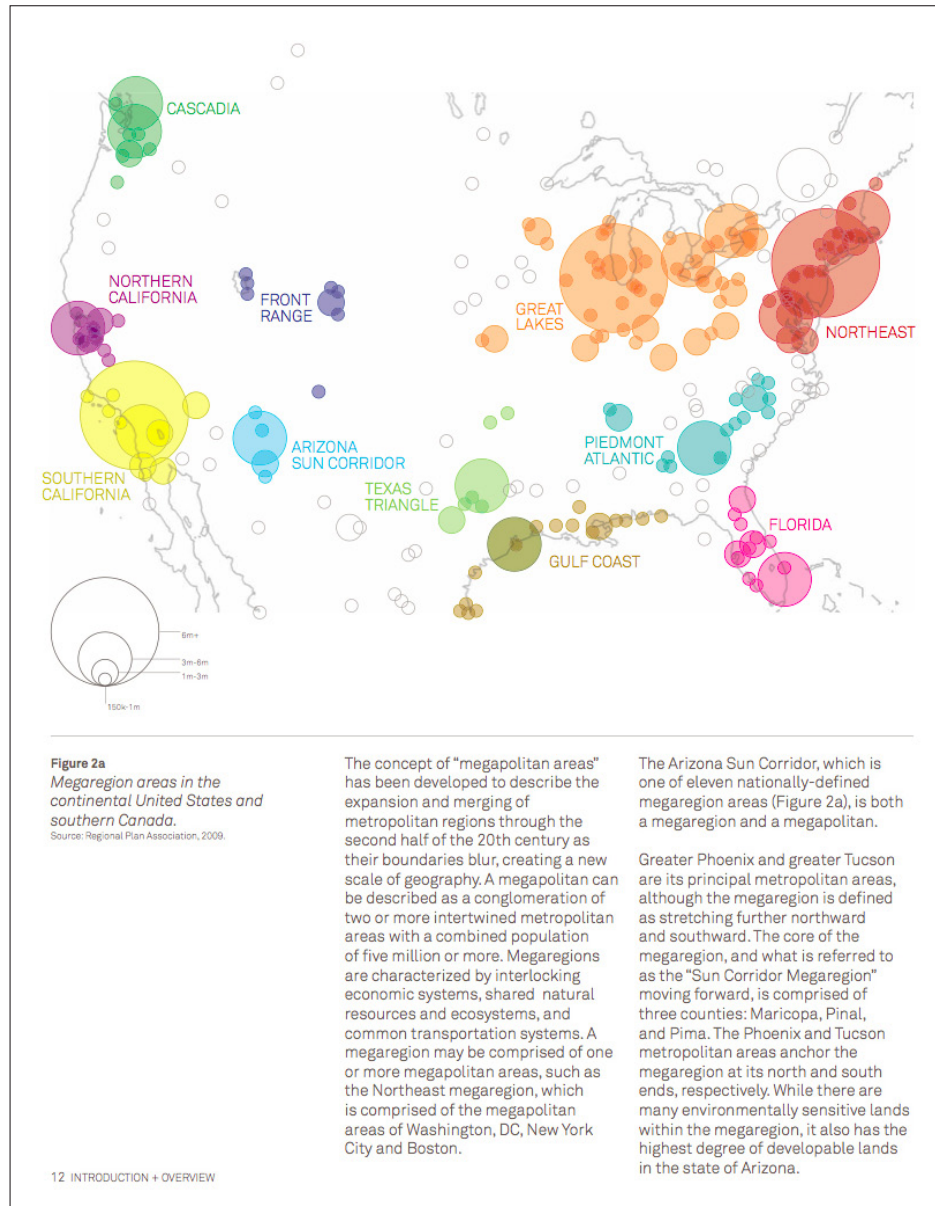 CASCADIA
NORTHERN
CALIFORNIA
FRONT
RANGE
GREAT
LAKES
NORTHEAST
ARIZONA
SUN CORRIDOR
PIEDMONT
ATLANTIC
SOUTHERN
CALIFORNIA
TEXAS
TRIANGLE
GULF COAST
FLORIDA
6m+
3m-6m
1m-3m
150k-1m
Figure 2a
Megaregion areas in the
continental United States and
southern Canada.
Source: Regional Plan Association, 2009.
The concept of “megapolitan areas”
has been developed to describe the
expansion and merging of
metropolitan regions through the
second half of the 20th century as
their boundaries blur, creating a new
scale of geography. A megapolitan can
be described as a conglomeration of
two or more intertwined metropolitan
areas with a combined population
of five million or more. Megaregions
are characterized by interlocking
economic systems, shared natural
resources and ecosystems, and
common transportation systems. A
megaregion may be comprised of one
or more megapolitan areas, such as
the Northeast megaregion, which
is comprised of the megapolitan
areas of Washington, DC, New York
City and Boston.
The Arizona Sun Corridor, which is
one of eleven nationally-defined
megaregion areas (Figure 2a), is both
a megaregion and a megapolitan.
Greater Phoenix and greater Tucson
are its principal metropolitan areas,
although the megaregion is defined
as stretching further northward
and southward. The core of the
megaregion, and what is referred to
as the “Sun Corridor Megaregion”
moving forward, is comprised of
three counties: Maricopa, Pinal,
and Pima. The Phoenix and Tucson
metropolitan areas anchor the
megaregion at its north and south
ends, respectively. While there are
many environmentally sensitive lands
within the megaregion, it also has the
highest degree of developable lands
in the state of Arizona.
12 INTRODUCTION + OVERVIEW